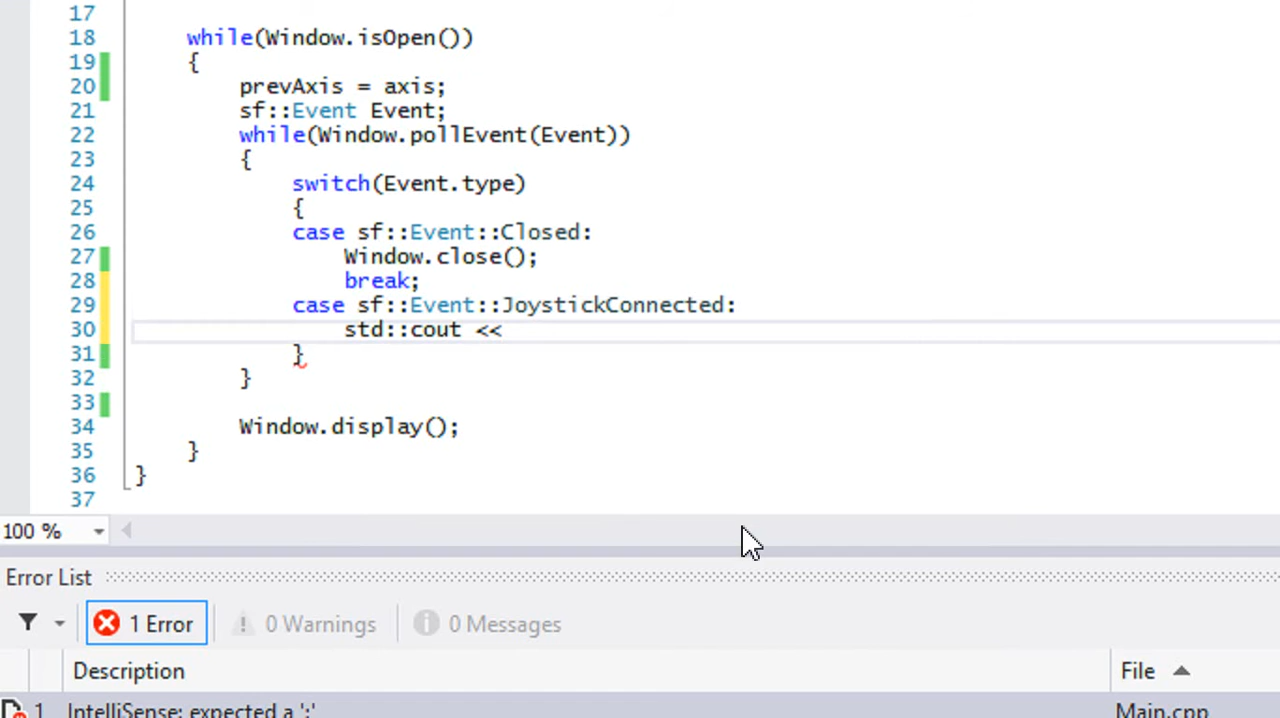 17
18 while(Window.isOpen())
19 {
20 prevAxis = axis;
21 sf::Event Event;
22 while(Window.pollEvent(Event))
23 {
24 switch(Event.type)
25 {
26 case sf::Event::Closed:
27 Window.close();
28 break;
29 case sf::Event::JoystickConnected:
30 std::cout <<
31 }
32 }
33
34 Window.display();
35 }
36 }
37
100 %
Error List
1 Error 0 Warnings 0 Messages
Description File
1 IntelliSense: expected a ';' Main.cpp